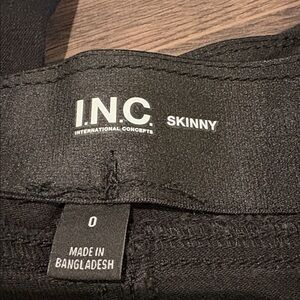 I.N.C. SKINNY
INTERNATIONAL CONCEPTS
0
MADE IN
BANGLADESH